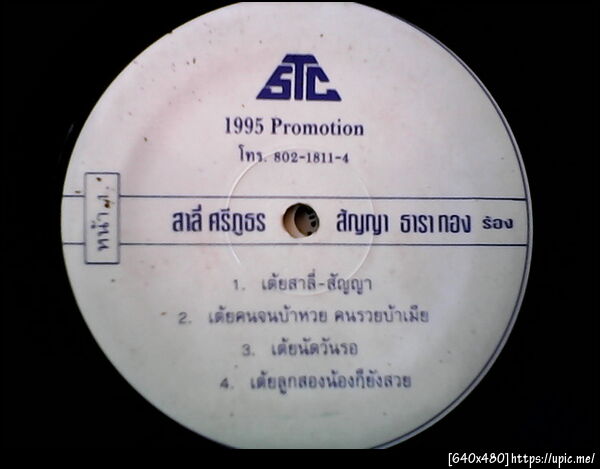 STC
1995 Promotion
โทร. 802-1811-4
หน้า
สาลี่ ศรีภูธร สัญญา ธาราทอง ร้อง
1. เต้ยสาลี่-สัญญา
2. เต้ยคนจนบ้าหวย คนรวยบ้าเมีย
3. เต้ยนัดวันรอ
4. เต้ยลูกสองน้องก็ยังสวย
[640x480]https://upic.me/